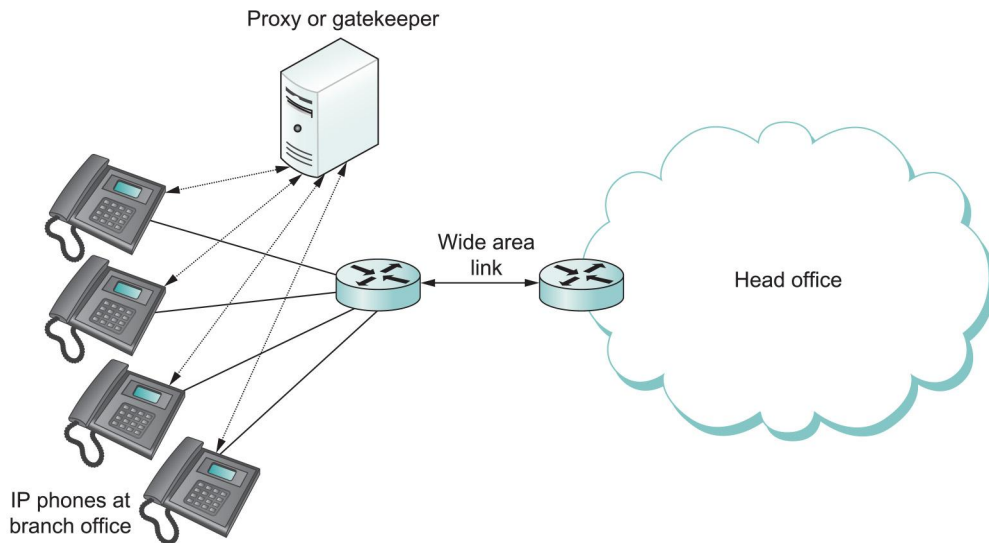 Proxy or gatekeeper
Wide area
link
Head office
IP phones at
branch office